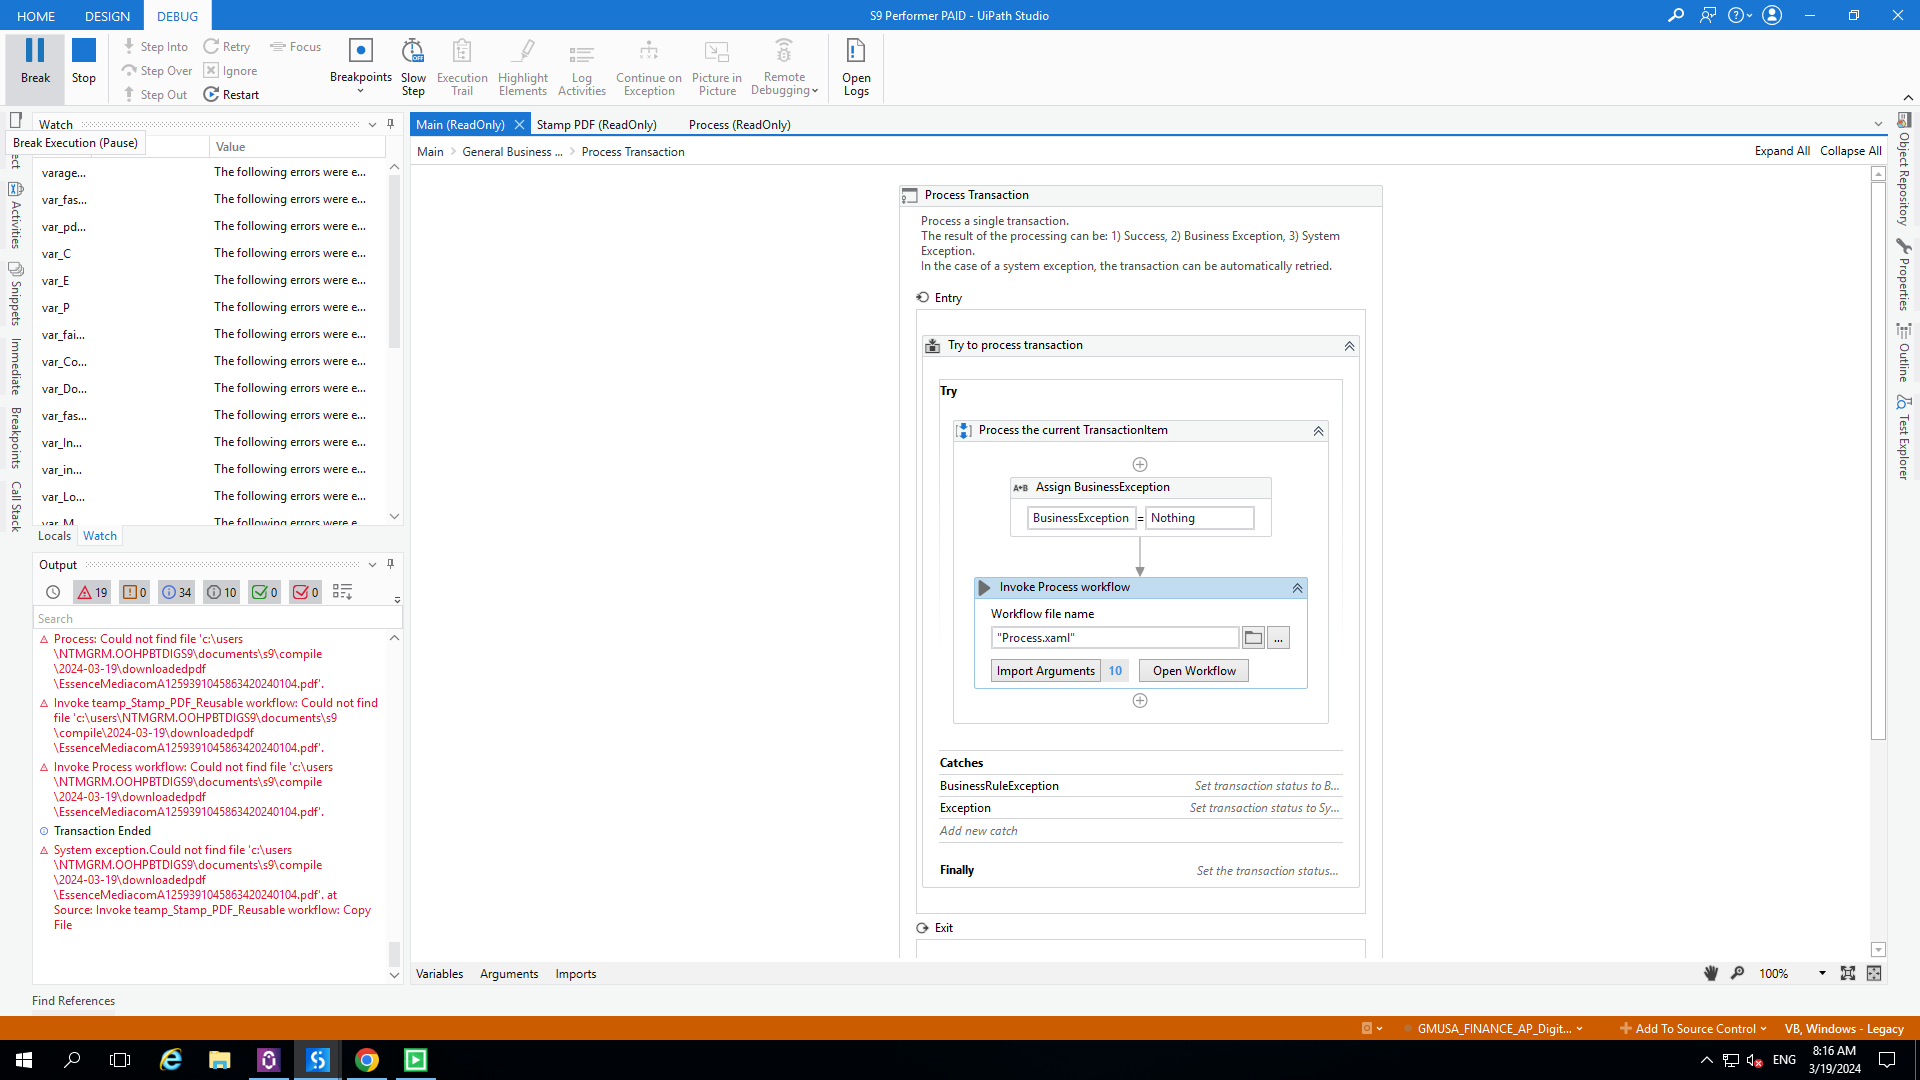 HOME DESIGN DEBUG
S9 Performer PAID - UiPath Studio
Break
Stop
Step Into
Step Over
Step Out
Retry
Ignore
Restart
Focus
Breakpoints
Slow
Step
OFF
Execution
Trail
Highlight
Elements
Log
Activities
Continue on
Exception
Picture in
Picture
Remote
Debugging
Open
Logs
Watch
Break Execution (Pause)
Value
varage... The following errors were e...
var_fas... The following errors were e...
var_pd... The following errors were e...
var_C The following errors were e...
var_E The following errors were e...
var_P The following errors were e...
var_fai... The following errors were e...
var_Co... The following errors were e...
var_Do... The following errors were e...
var_fas... The following errors were e...
var_In... The following errors were e...
var_in... The following errors were e...
var_Lo... The following errors were e...
var_M The following errors were e...
Locals Watch
Activities
Snippets
Immediate
Breakpoints
Call Stack
Output
19 0 34 10 0 0
Search
Process: Could not find file 'c:\users
\NTMGRM.OOHPBTDIGS9\documents\s9\compile
\2024-03-19\downloadedpdf
\EssenceMediacomA1259391045863420240104.pdf'.
Invoke teamp_Stamp_PDF_Reusable workflow: Could not find
file 'c:\users\NTMGRM.OOHPBTDIGS9\documents\s9
\compile\2024-03-19\downloadedpdf
\EssenceMediacomA1259391045863420240104.pdf'.
Invoke Process workflow: Could not find file 'c:\users
\NTMGRM.OOHPBTDIGS9\documents\s9\compile
\2024-03-19\downloadedpdf
\EssenceMediacomA1259391045863420240104.pdf'.
Transaction Ended
System exception.Could not find file 'c:\users
\NTMGRM.OOHPBTDIGS9\documents\s9\compile
\2024-03-19\downloadedpdf
\EssenceMediacomA1259391045863420240104.pdf'. at
Source: Invoke teamp_Stamp_PDF_Reusable workflow: Copy
File
Find References
Main (ReadOnly) Stamp PDF (ReadOnly) Process (ReadOnly)
Main General Business ... Process Transaction
Expand All Collapse All
Process Transaction
Process a single transaction.
The result of the processing can be: 1) Success, 2) Business Exception, 3) System
Exception.
In the case of a system exception, the transaction can be automatically retried.
Entry
Try to process transaction
Try
Process the current TransactionItem
A+B Assign BusinessException
BusinessException = Nothing
Invoke Process workflow
Workflow file name
"Process.xaml"
...
Import Arguments 10 Open Workflow
Catches
BusinessRuleException Set transaction status to B...
Exception Set transaction status to Sy...
Add new catch
Finally Set the transaction status...
Exit
Variables Arguments Imports
100%
Object Repository
Properties
Outline
Test Explorer
GMUSA_FINANCE_AP_Digit...
Add To Source Control
VB, Windows - Legacy
ENG
8:16 AM
3/19/2024